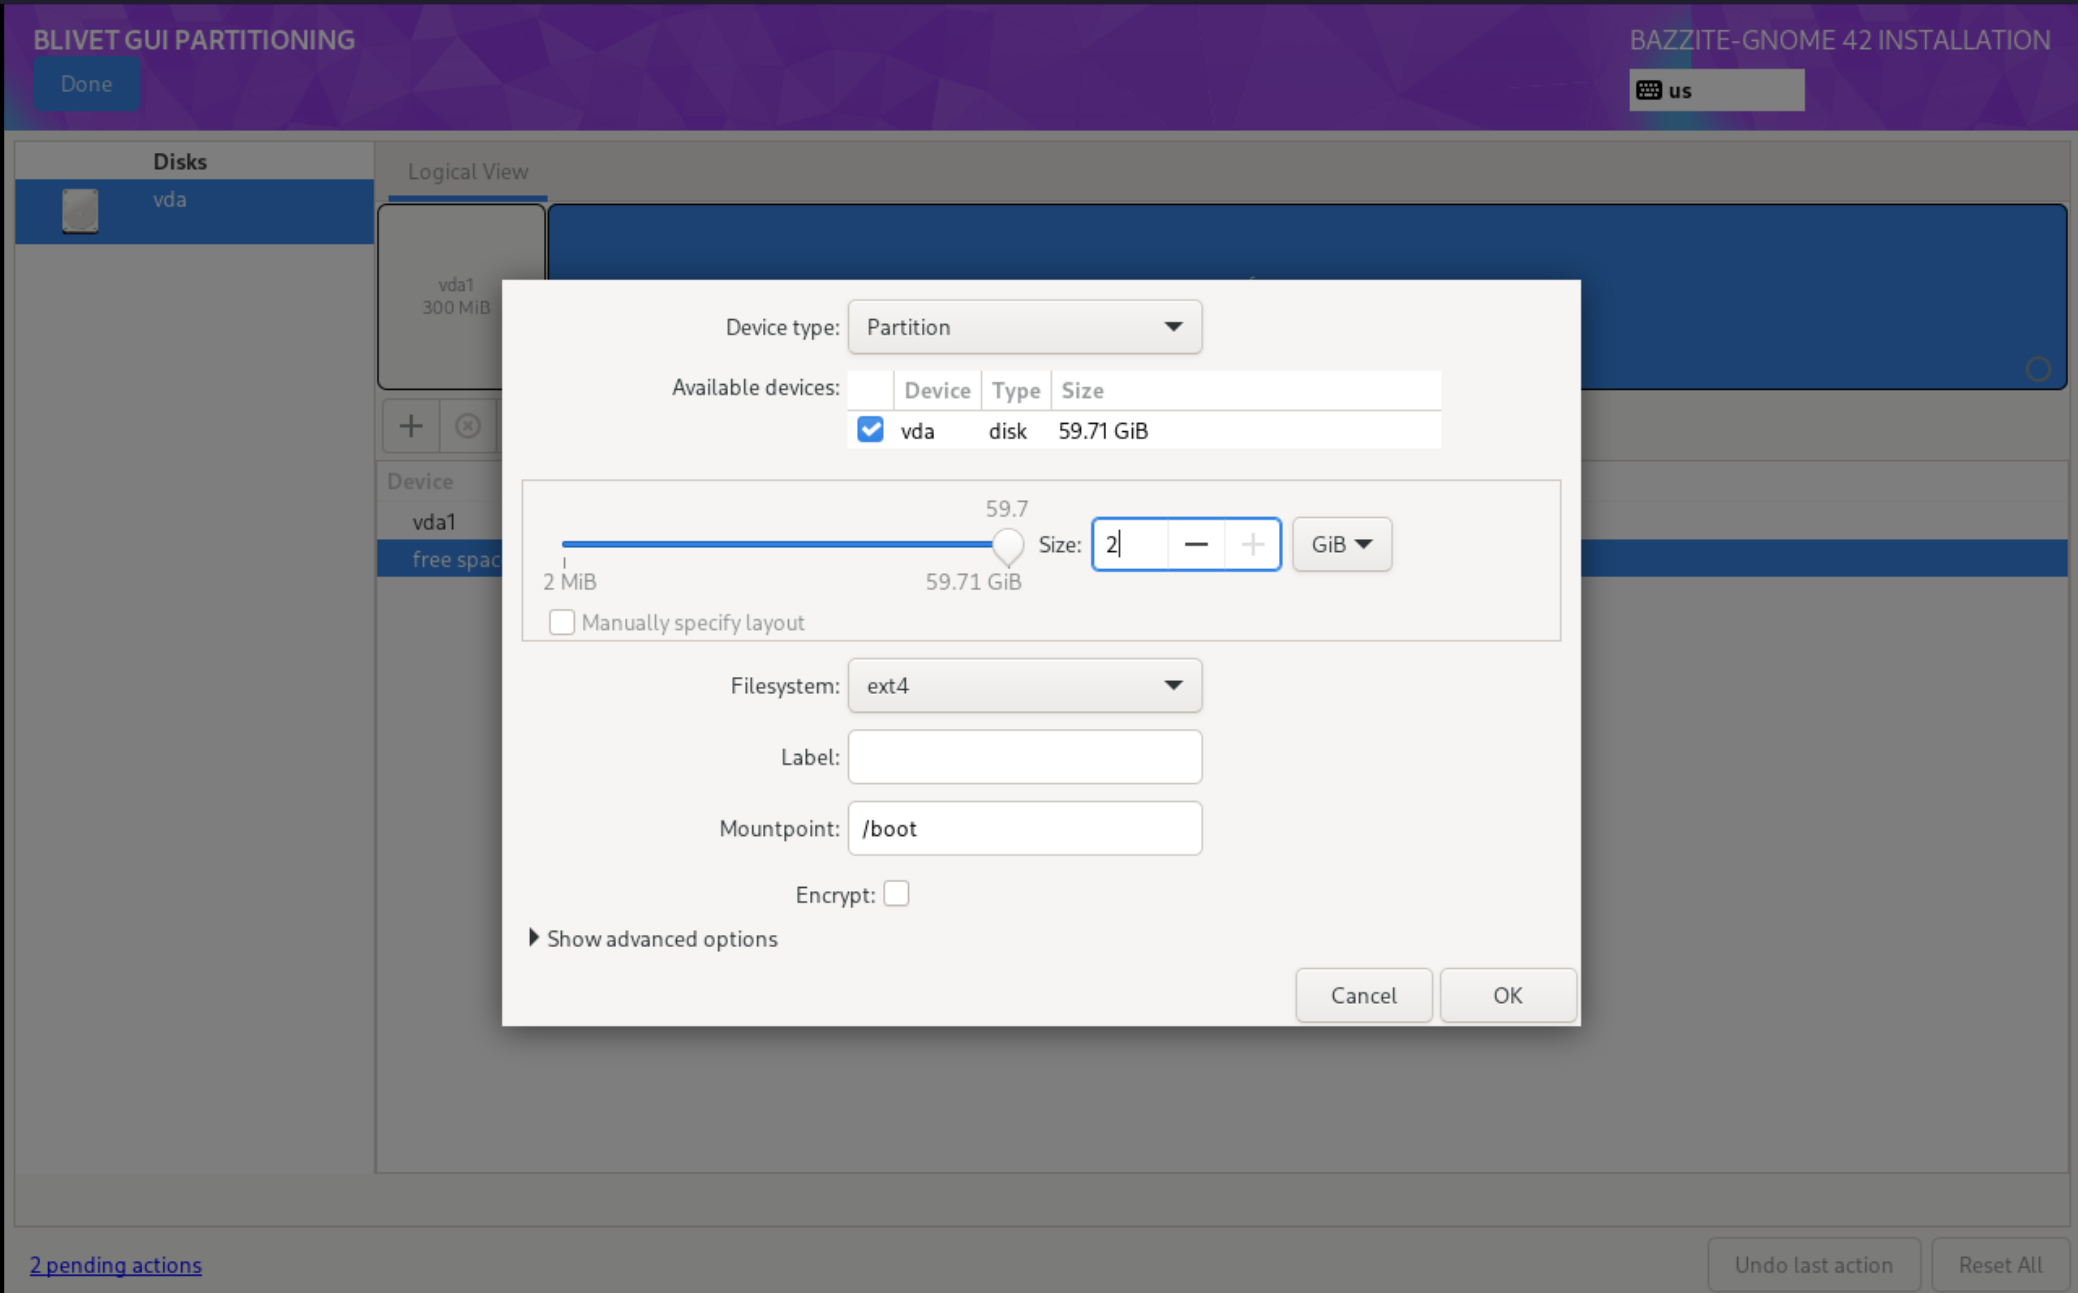 BLIVET GUI PARTITIONING
BAZZITE-GNOME 42 INSTALLATION
Done
us
Disks
vda
Logical View
vda1
300 MiB
Device type: Partition
Available devices:
Device Type Size
vda disk 59.71 GiB
Device
vda1
free spac
59.7
Size: 2 GiB
2 MiB 59.71 GiB
Manually specify layout
Filesystem: ext4
Label:
Mountpoint: /boot
Encrypt:
Show advanced options
Cancel OK
2 pending actions
Undo last action Reset All